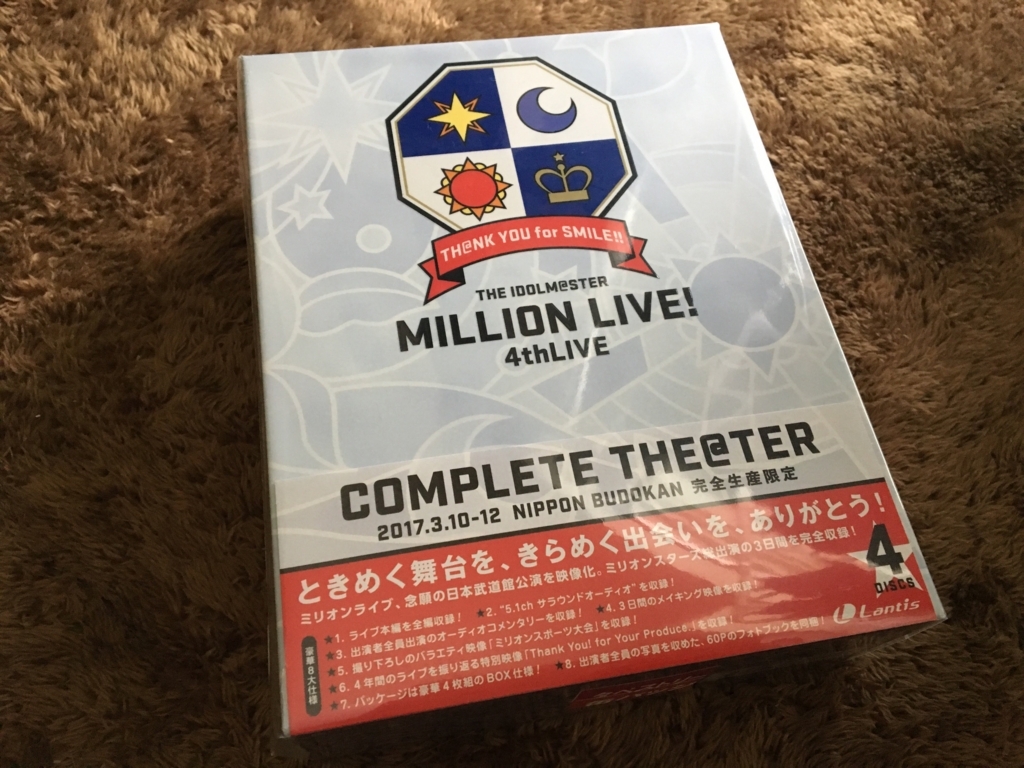 TH@NK YOU for SMILE!!
THE IDOLM@STER
MILLION LIVE!
4thLIVE
COMPLETE THE@TER
2017.3.10-12 NIPPON BUDOKAN 完全生産限定
ときめく舞台を、きらめく出会いを、ありがとう!
ミリオンライブ、念願の日本武道館公演を映像化。ミリオンスターズ総出演の3日間を完全収録!
4
DISCS
豪華8大仕様
★1. ライブ本編を全編収録! ★2. "5.1ch サラウンドオーディオ"を収録!
★3. 出演者全員出演のオーディオコメンタリーを収録! ★4. 3日間のメイキング映像を収録!
★5. 撮り下ろしのバラエティ映像「ミリオンスポーツ大会」を収録!
★6. 4年間のライブを振り返る特別映像「Thank You! for Your Produce」を収録!
★7. パッケージは豪華4枚組のBOX仕様! ★8. 出演者全員の写真を収めた、60Pのフォトブックを同梱!
Lantis